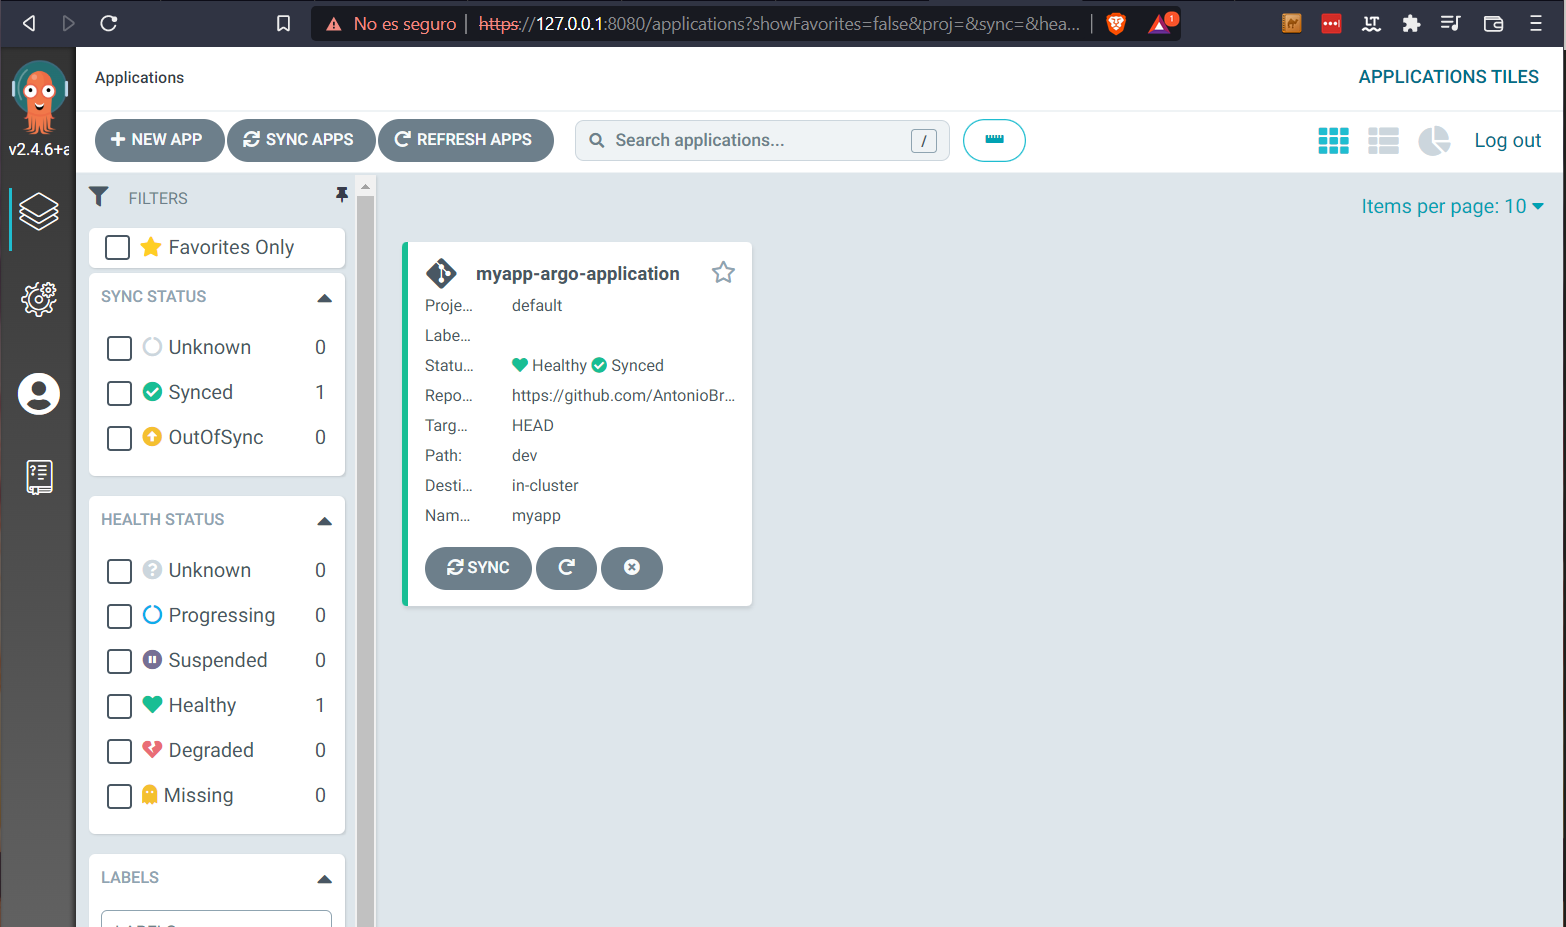 No es seguro https://127.0.0.1:8080/applications?showFavorites=false&proj=&sync=&hea... 1
v2.4.6+a
Applications
APPLICATIONS TILES
NEW APP SYNC APPS REFRESH APPS Search applications... / Log out
FILTERS
Items per page: 10
Favorites Only
SYNC STATUS
Unknown 0
Synced 1
OutOfSync 0
HEALTH STATUS
Unknown 0
Progressing 0
Suspended 0
Healthy 1
Degraded 0
Missing 0
LABELS
LABELS
myapp-argo-application
Proje... default
Labe...
Statu... Healthy Synced
Repo... https://github.com/AntonioBr...
Targ... HEAD
Path: dev
Desti... in-cluster
Nam... myapp
SYNC